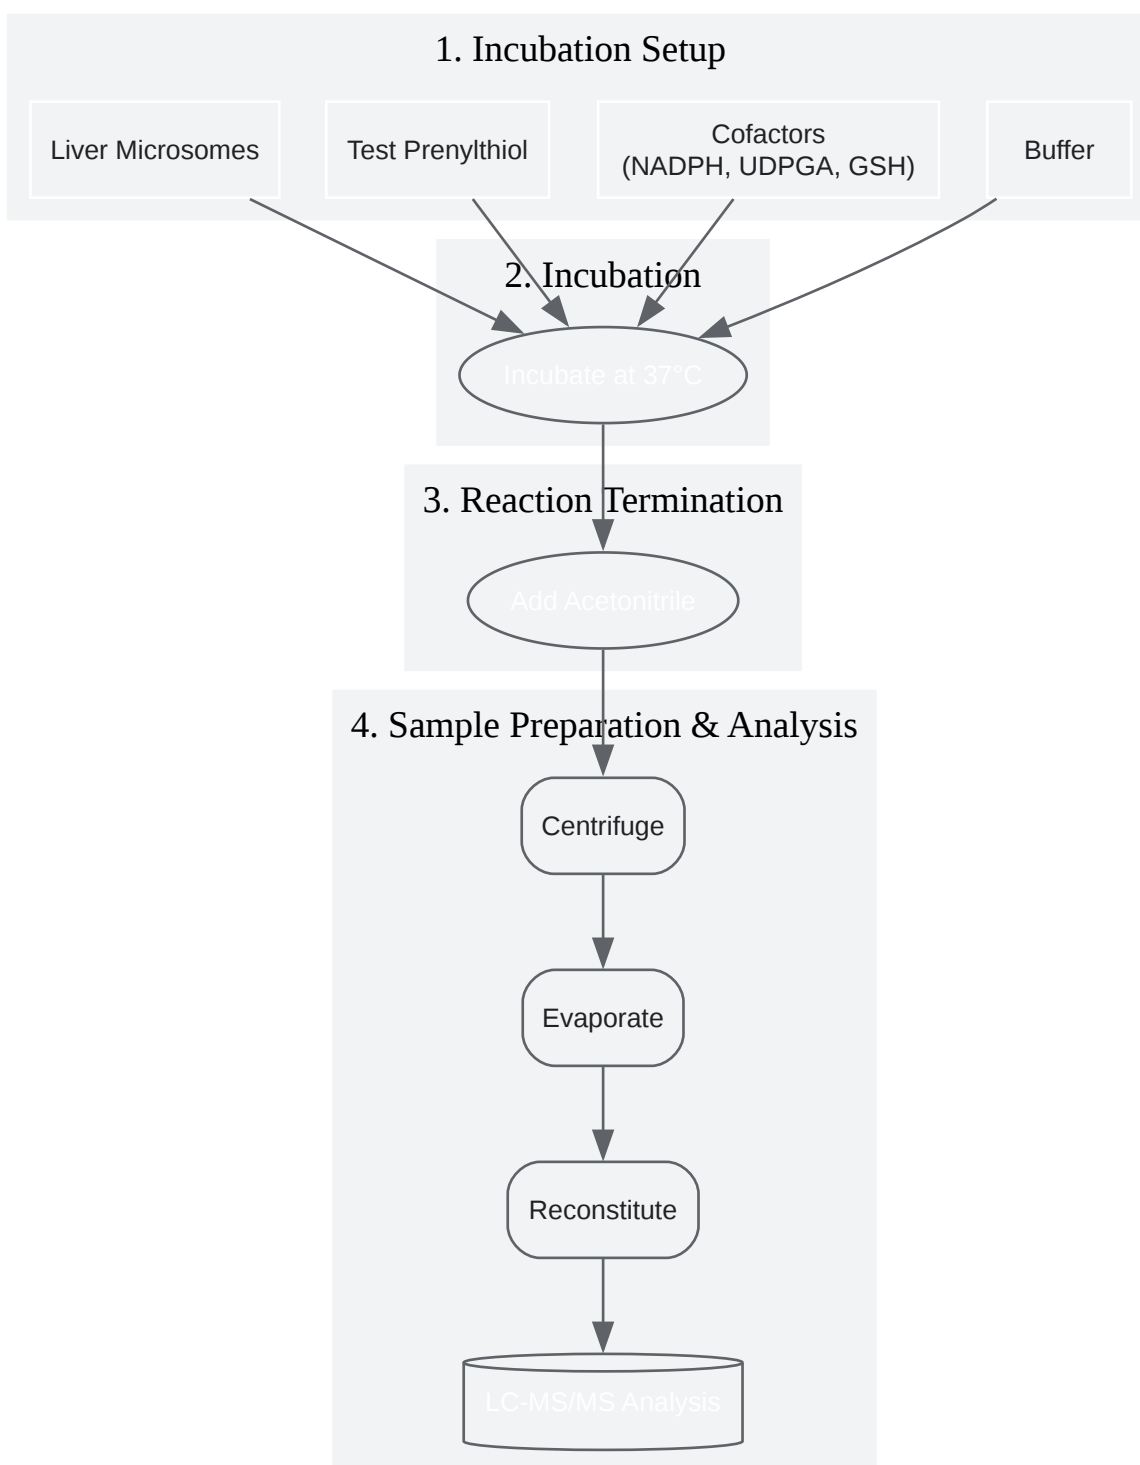 1. Incubation Setup
Liver Microsomes
Test Prenylthiol
Cofactors
(NADPH, UDPGA, GSH)
Buffer
2. Incubation
Incubate at 37°C
3. Reaction Termination
Add Acetonitrile
4. Sample Preparation & Analysis
Centrifuge
Evaporate
Reconstitute
LC-MS/MS Analysis